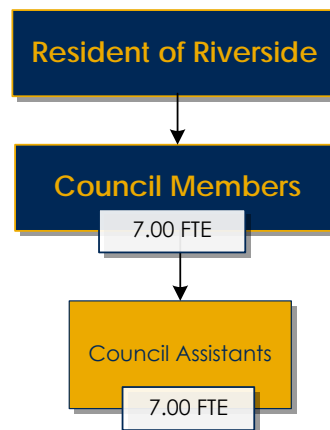 Resident of Riverside
Council Members
7.00 FTE
Council Assistants
7.00 FTE